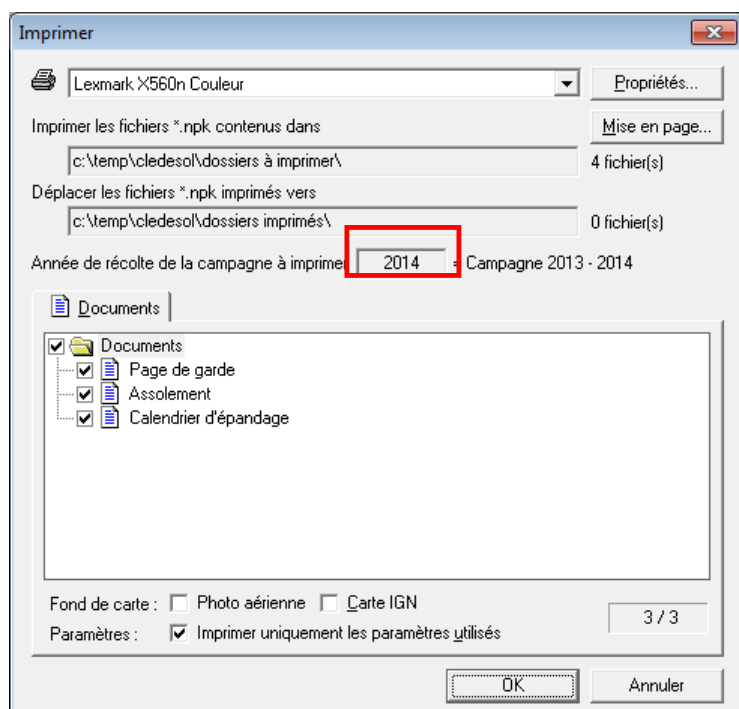 Imprimer
Lexmark X560n Couleur
Propriétés...
Imprimer les fichiers *.npk contenus dans
Mise en page...
c:\temp\cledesol\dossiers à imprimer\
4 fichier(s)
Déplacer les fichiers *.npk imprimés vers
c:\temp\cledesol\dossiers imprimés\
0 fichier(s)
Année de récolte de la campagne à imprimer 2014 = Campagne 2013 - 2014
Documents
Documents
Page de garde
Assolement
Calendrier d'épandage
Fond de carte : Photo aérienne Carte IGN
3 / 3
Paramètres : Imprimer uniquement les paramètres utilisés
OK Annuler